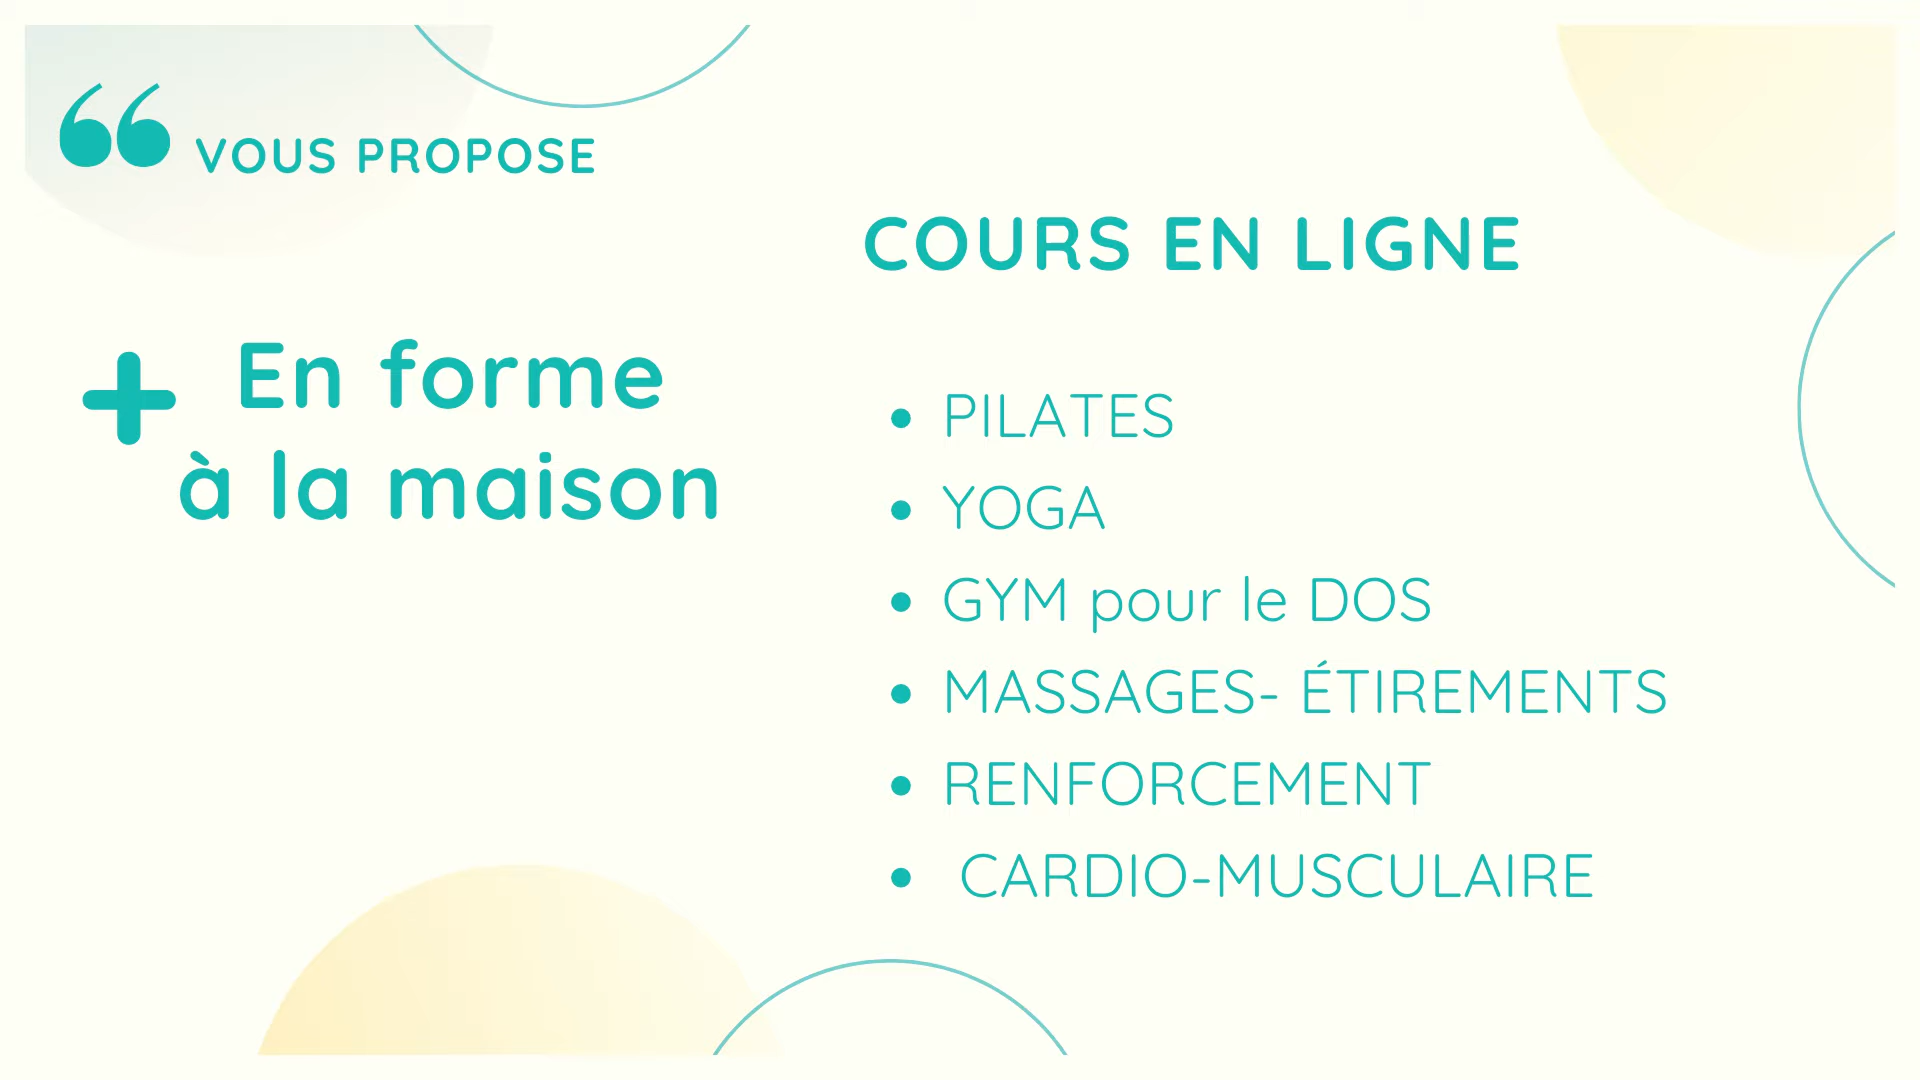 “ VOUS PROPOSE
+ En forme
à la maison
COURS EN LIGNE
• PILATES
• YOGA
• GYM pour le DOS
• MASSAGES- ÉTIREMENTS
• RENFORCEMENT
• CARDIO-MUSCULAIRE